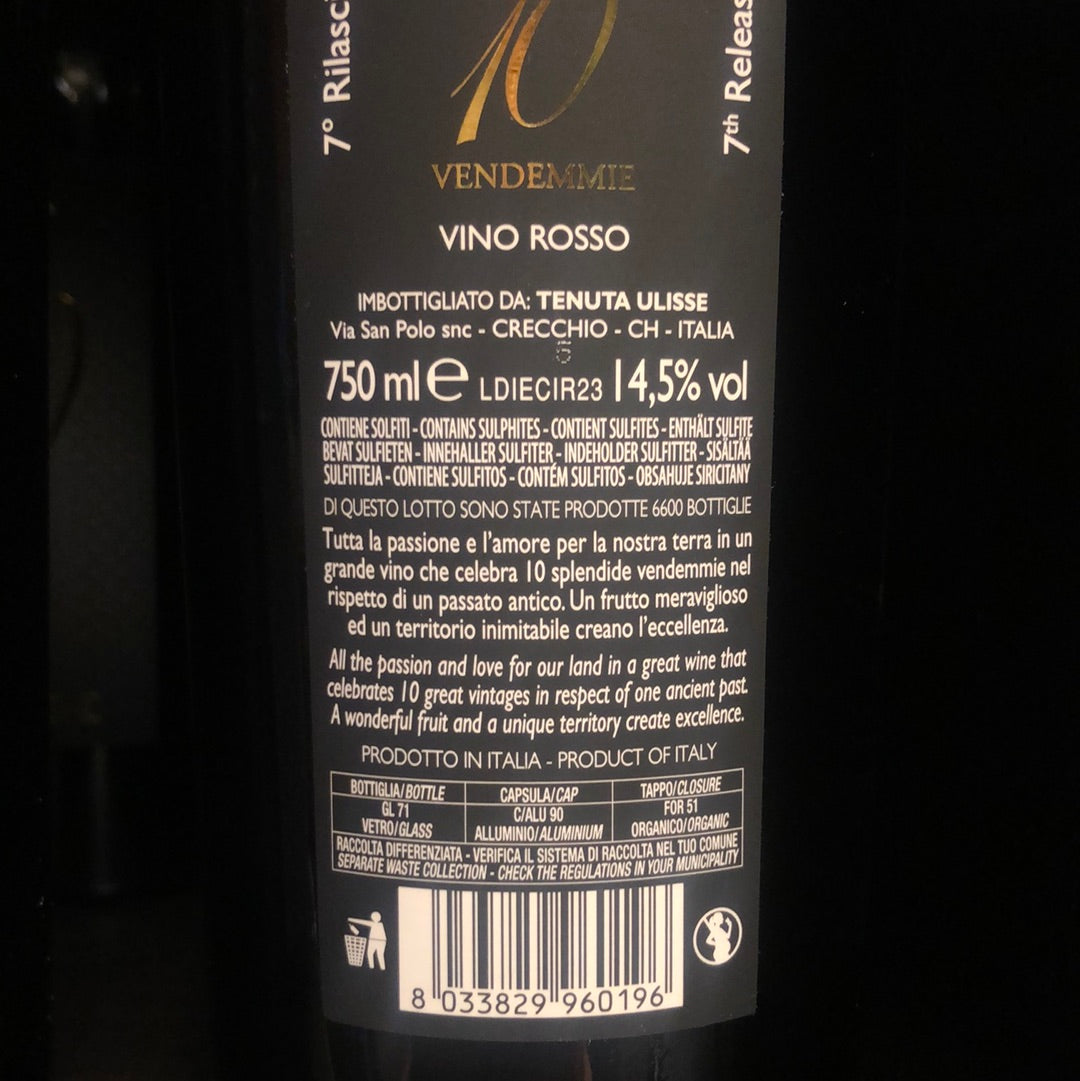 7° Rilasc
10
7th Releas
VENDEMMIE
VINO ROSSO
IMBOTTIGLIATO DA: TENUTA ULISSE
Via San Polo snc - CRECCHIO - CH - ITALIA
750 ml e LDIECIR23 14,5% vol
CONTIENE SOLFITI - CONTAINS SULPHITES - CONTIENT SULFITES - ENTHÄLT SULFITE
BEVAT SULFIETEN - INNEHALLER SULFITER - INDEHOLDER SULFITTER - SISÄLTÄÄ
SULFITTEJA - CONTIENE SULFITOS - CONTÉM SULFITOS - OBSAHUJE SIRICITANY
DI QUESTO LOTTO SONO STATE PRODOTTE 6600 BOTTIGLIE
Tutta la passione e l'amore per la nostra terra in un
grande vino che celebra 10 splendide vendemmie nel
rispetto di un passato antico. Un frutto meraviglioso
ed un territorio inimitabile creano l'eccellenza.
All the passion and love for our land in a great wine that
celebrates 10 great vintages in respect of one ancient past.
A wonderful fruit and a unique territory create excellence.
PRODOTTO IN ITALIA - PRODUCT OF ITALY
BOTTIGLIA/BOTTLE CAPSULA/CAP TAPPO/CLOSURE
GL 71 C/ALU 90 FOR 51
VETRO/GLASS ALLUMINIO/ALUMINIUM ORGANICO/ORGANIC
RACCOLTA DIFFERENZIATA - VERIFICA IL SISTEMA DI RACCOLTA NEL TUO COMUNE
SEPARATE WASTE COLLECTION - CHECK THE REGULATIONS IN YOUR MUNICIPALITY
8 033829 960196